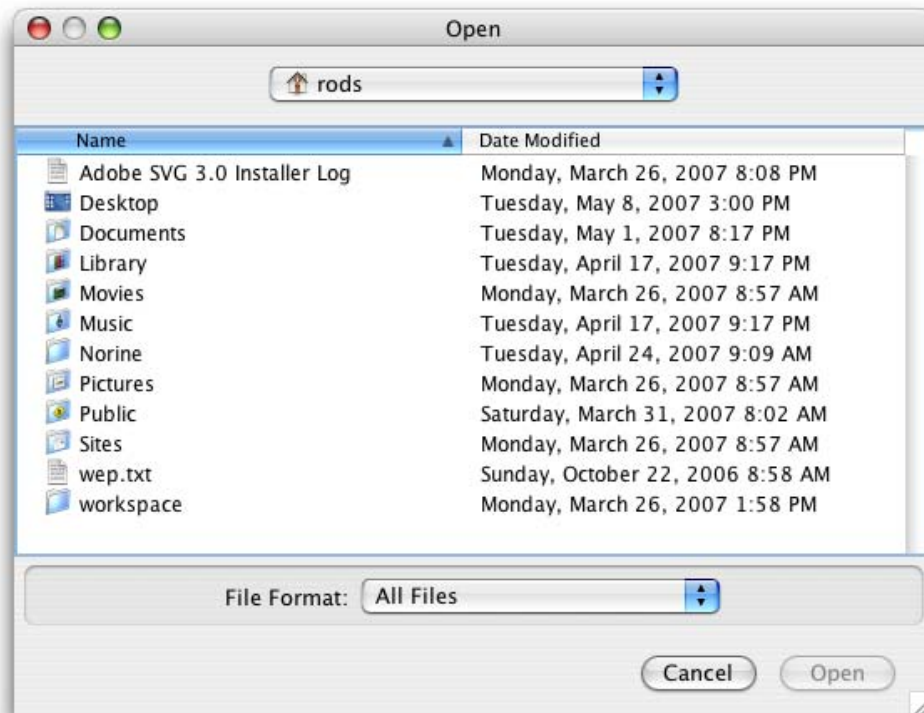 Open
rods
Name Date Modified
Adobe SVG 3.0 Installer Log Monday, March 26, 2007 8:08 PM
Desktop Tuesday, May 8, 2007 3:00 PM
Documents Tuesday, May 1, 2007 8:17 PM
Library Tuesday, April 17, 2007 9:17 PM
Movies Monday, March 26, 2007 8:57 AM
Music Tuesday, April 17, 2007 9:17 PM
Norine Tuesday, April 24, 2007 9:09 AM
Pictures Monday, March 26, 2007 8:57 AM
Public Saturday, March 31, 2007 8:02 AM
Sites Monday, March 26, 2007 8:57 AM
wep.txt Sunday, October 22, 2006 8:58 AM
workspace Monday, March 26, 2007 1:58 PM
File Format: All Files
Cancel Open